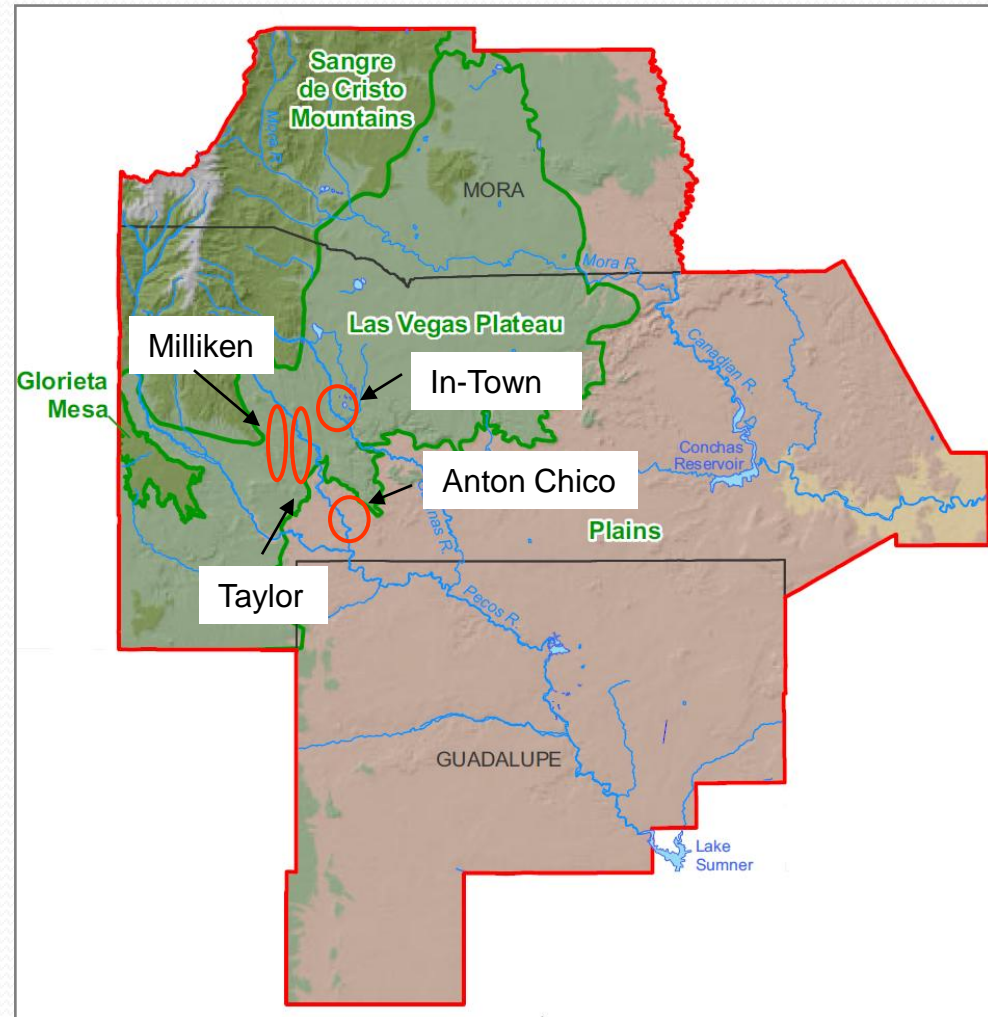 Sangre
de Cristo
Mountains
Mora R.
MORA
Mora R.
Las Vegas Plateau
Milliken
In-Town
Canadian R.
Glorieta
Mesa
Conchas
Reservoir
Anton Chico
nas R.
Plains
Taylor
Pecos R.
GUADALUPE
Lake
Sumner